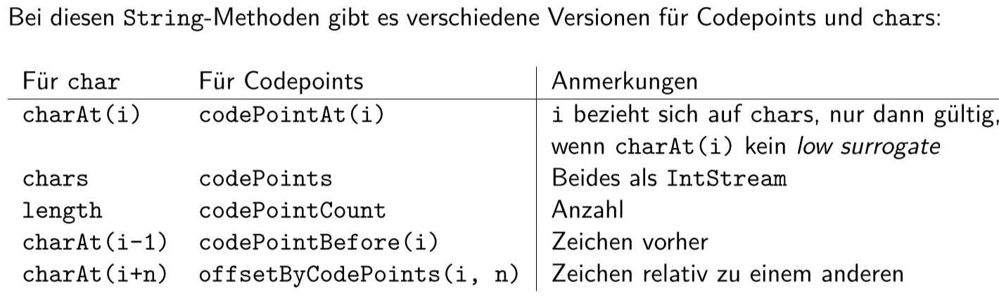 Bei diesen String-Methoden gibt es verschiedene Versionen für Codepoints und chars:
Für char Für Codepoints Anmerkungen
charAt(i) codePointAt(i) i bezieht sich auf chars, nur dann gültig,
wenn charAt(i) kein low surrogate
chars codePoints Beides als IntStream
length codePointCount Anzahl
charAt(i-1) codePointBefore(i) Zeichen vorher
charAt(i+n) offsetByCodePoints(i, n) Zeichen relativ zu einem anderen